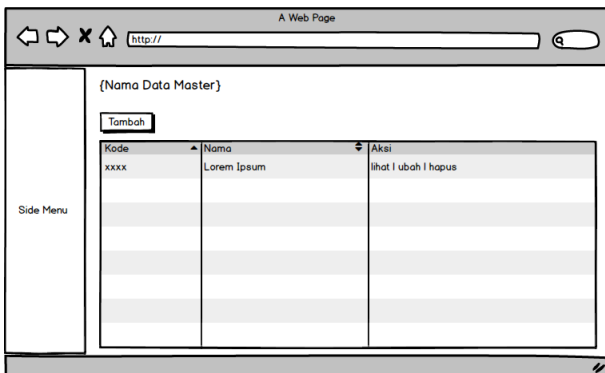 A Web Page
http://
{Nama Data Master}
Tambah
Kode Nama Aksi
xxxx Lorem Ipsum lihat | ubah | hapus
Side Menu